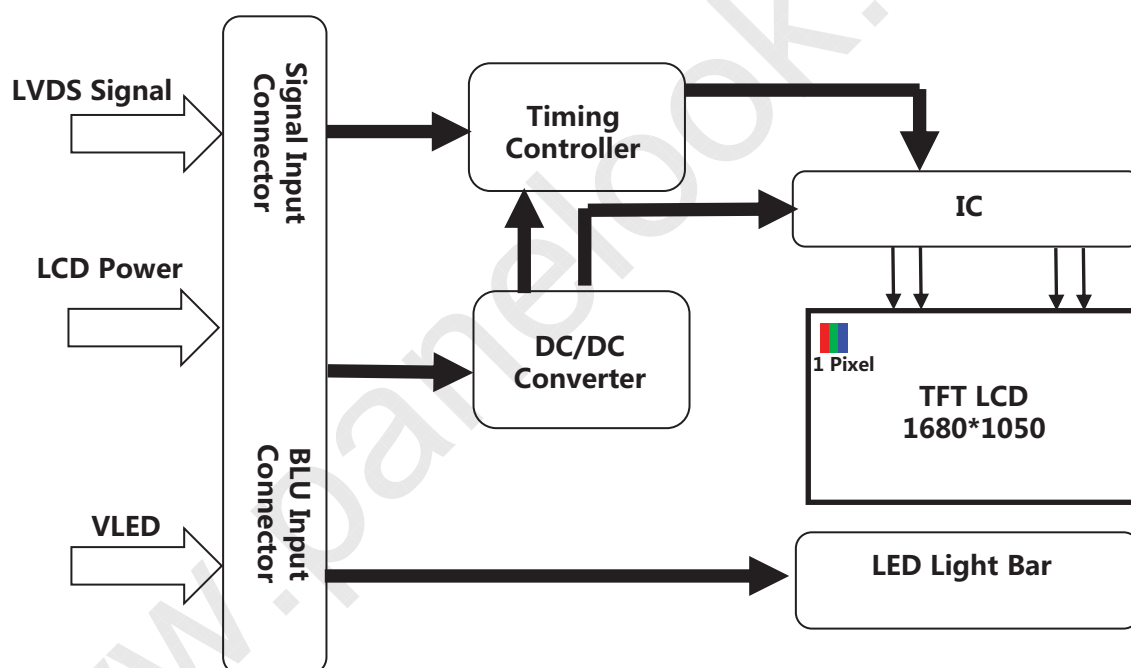 LVDS Signal
Signal Input
Connector
Timing
Controller
IC
LCD Power
DC/DC
Converter
1 Pixel
TFT LCD
1680*1050
BLU Input
Connector
VLED
LED Light Bar
www.panelook.